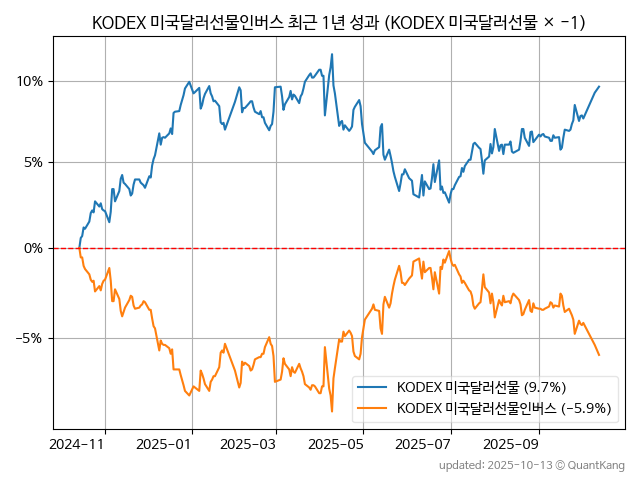 KODEX 미국달러선물인버스 최근 1년 성과 (KODEX 미국달러선물 × −1)
10%
5%
0%
−5%
KODEX 미국달러선물 (9.7%)
KODEX 미국달러선물인버스 (−5.9%)
2024−11 2025−01 2025−03 2025−05 2025−07 2025−09
updated: 2025-10-13 © QuantKang